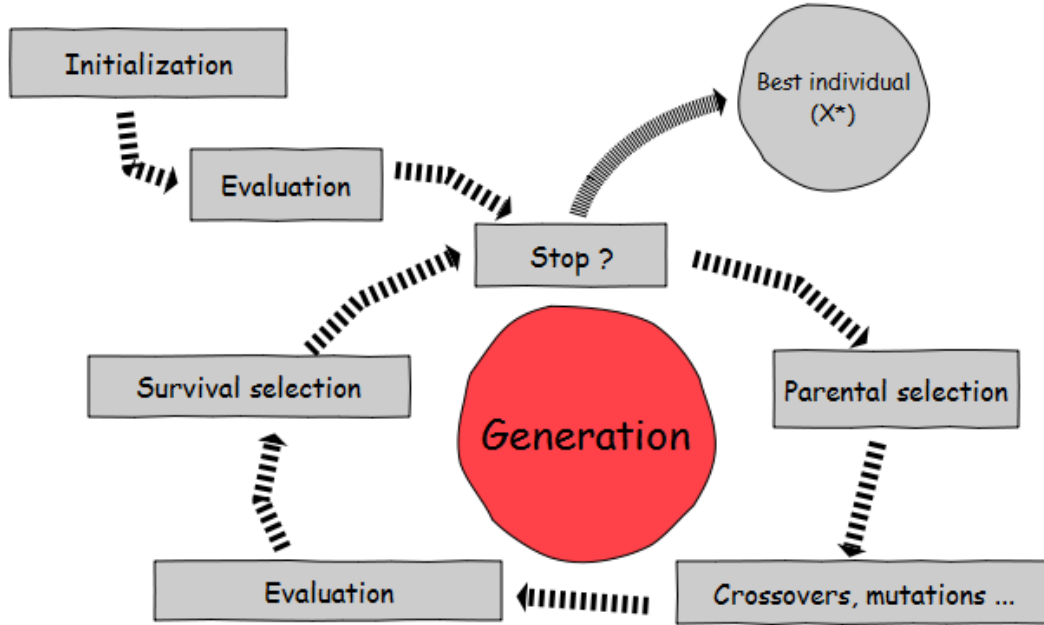 Initialization
Best individual
(X*)
Evaluation
Stop ?
Survival selection
Parental selection
Generation
Evaluation
Crossovers, mutations ...